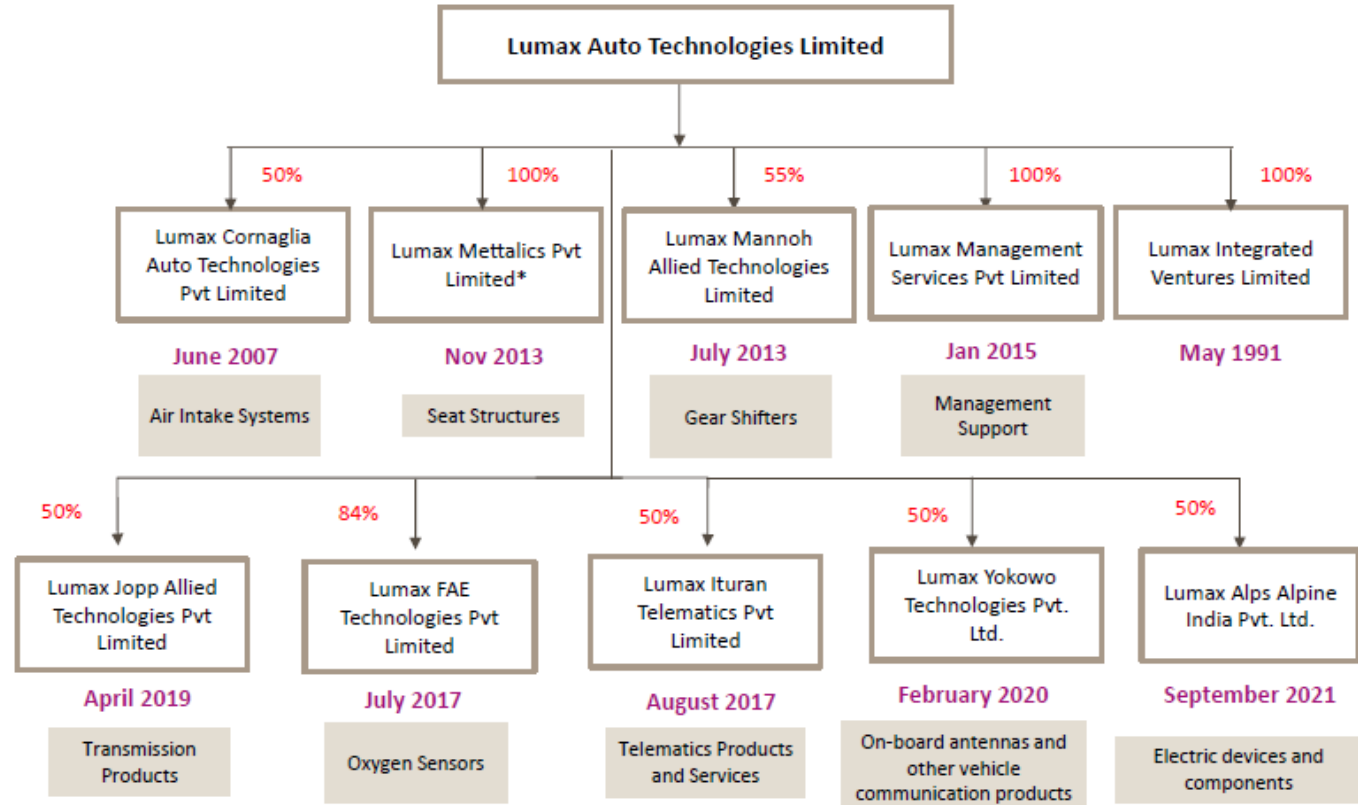 Lumax Auto Technologies Limited
50%
100%
55%
100%
100%
Lumax Cornaglia
Auto Technologies
Pvt Limited
Lumax Mettalics Pvt
Limited*
Lumax Mannoh
Allied Technologies
Limited
Lumax Management
Services Pvt Limited
Lumax Integrated
Ventures Limited
June 2007
Nov 2013
July 2013
Jan 2015
May 1991
Air Intake Systems
Seat Structures
Gear Shifters
Management
Support
50%
84%
50%
50%
50%
Lumax Jopp Allied
Technologies Pvt
Limited
Lumax FAE
Technologies Pvt
Limited
Lumax Ituran
Telematics Pvt
Limited
Lumax Yokowo
Technologies Pvt.
Ltd.
Lumax Alps Alpine
India Pvt. Ltd.
April 2019
July 2017
August 2017
February 2020
September 2021
Transmission
Products
Oxygen Sensors
Telematics Products
and Services
On-board antennas and
other vehicle
communication products
Electric devices and
components